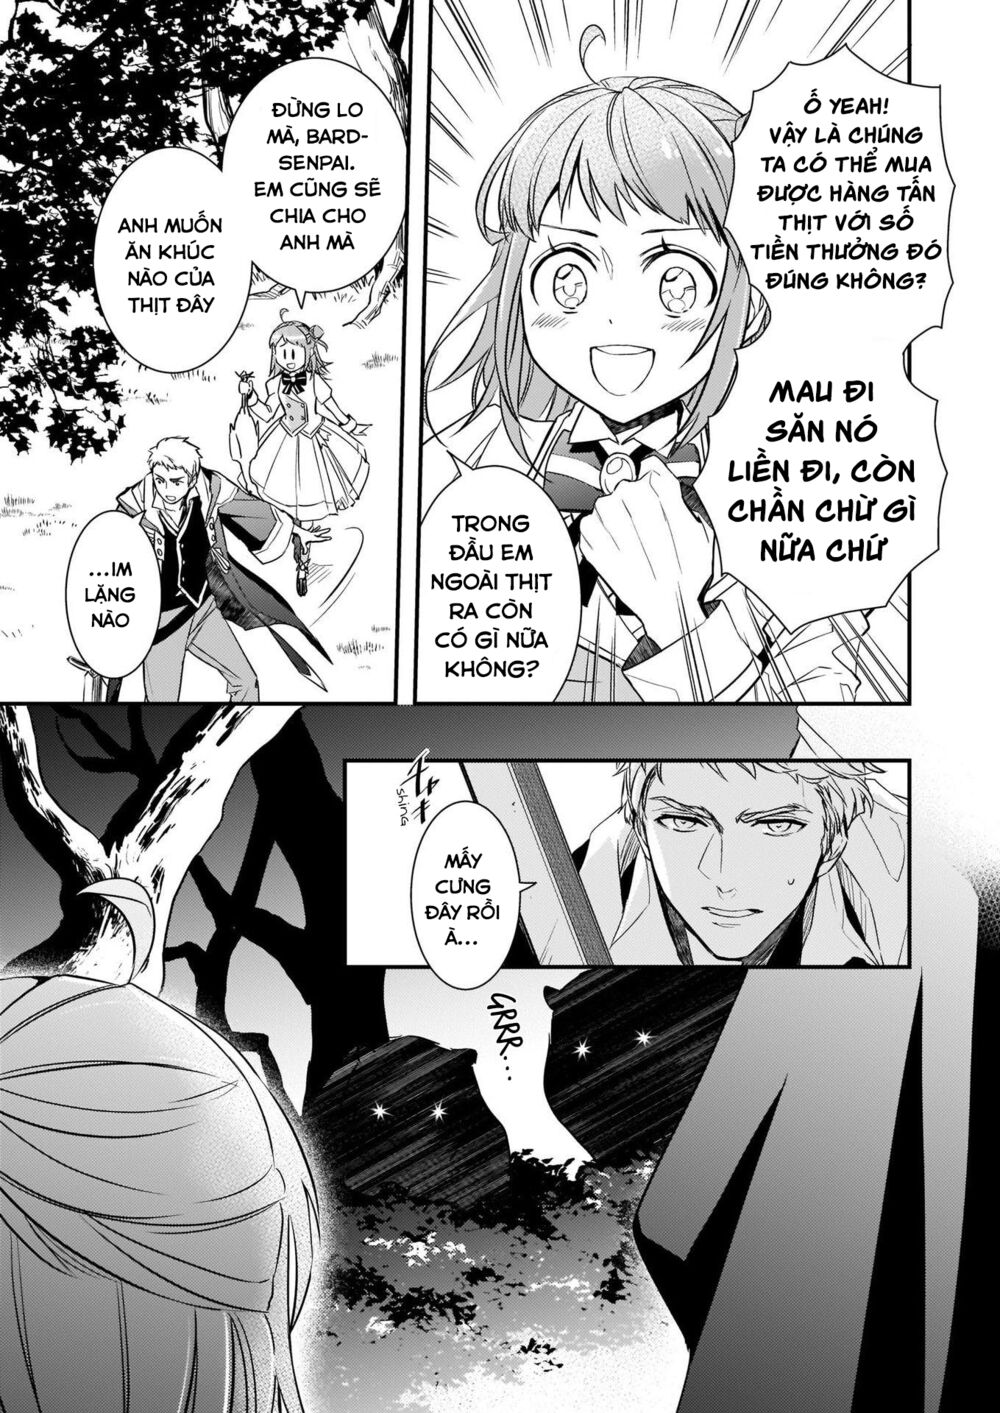 Ố YEAH!
VẬY LÀ CHÚNG
TA CÓ THỂ MUA
ĐƯỢC HÀNG TẤN
THỊT VỚI SỐ
TIỀN THƯỞNG ĐÓ
ĐÚNG KHÔNG?
MAU ĐI
SĂN NÓ
LIỀN ĐI, CÒN
CHẦN CHỪ GÌ
NỮA CHỨ
TRONG
ĐẦU EM
NGOÀI THỊT
RA CÒN
CÓ GÌ NỮA
KHÔNG?
ĐỪNG LO
MÀ, BARD-
SENPAI.
EM CŨNG SẼ
CHIA CHO
ANH MÀ
ANH MUỐN
ĂN KHÚC
NÀO CỦA
THỊT ĐÂY
...IM
LẶNG NÀO
shing
MẤY
CƯNG
ĐÂY RỒI
À...
GRRR...